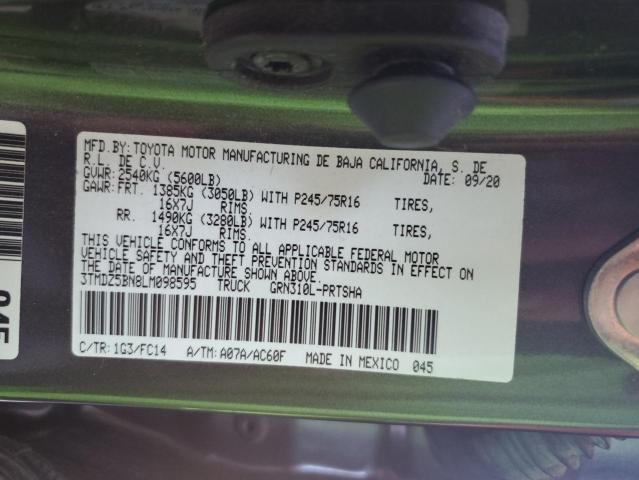 MFD.BY:TOYOTA MOTOR MANUFACTURING DE BAJA CALIFORNIA, S. DE
R.L. DE C.V. DATE: 09/20
GVWR:2540KG (5600LB)
GAWR:FRT. 1385KG (3050LB) WITH P245/75R16 TIRES,
16X7J RIMS.
RR. 1490KG (3280LB) WITH P245/75R16 TIRES,
16X7J RIMS.
THIS VEHICLE CONFORMS TO ALL APPLICABLE FEDERAL MOTOR
VEHICLE SAFETY AND THEFT PREVENTION STANDARDS IN EFFECT ON
THE DATE OF MANUFACTURE SHOWN ABOVE.
3TMDZ5BN8LM098595 TRUCK GRN310L-PRTSHA
C/TR: 1G3/FC14 A/TM: A07A/AC60F MADE IN MEXICO 045